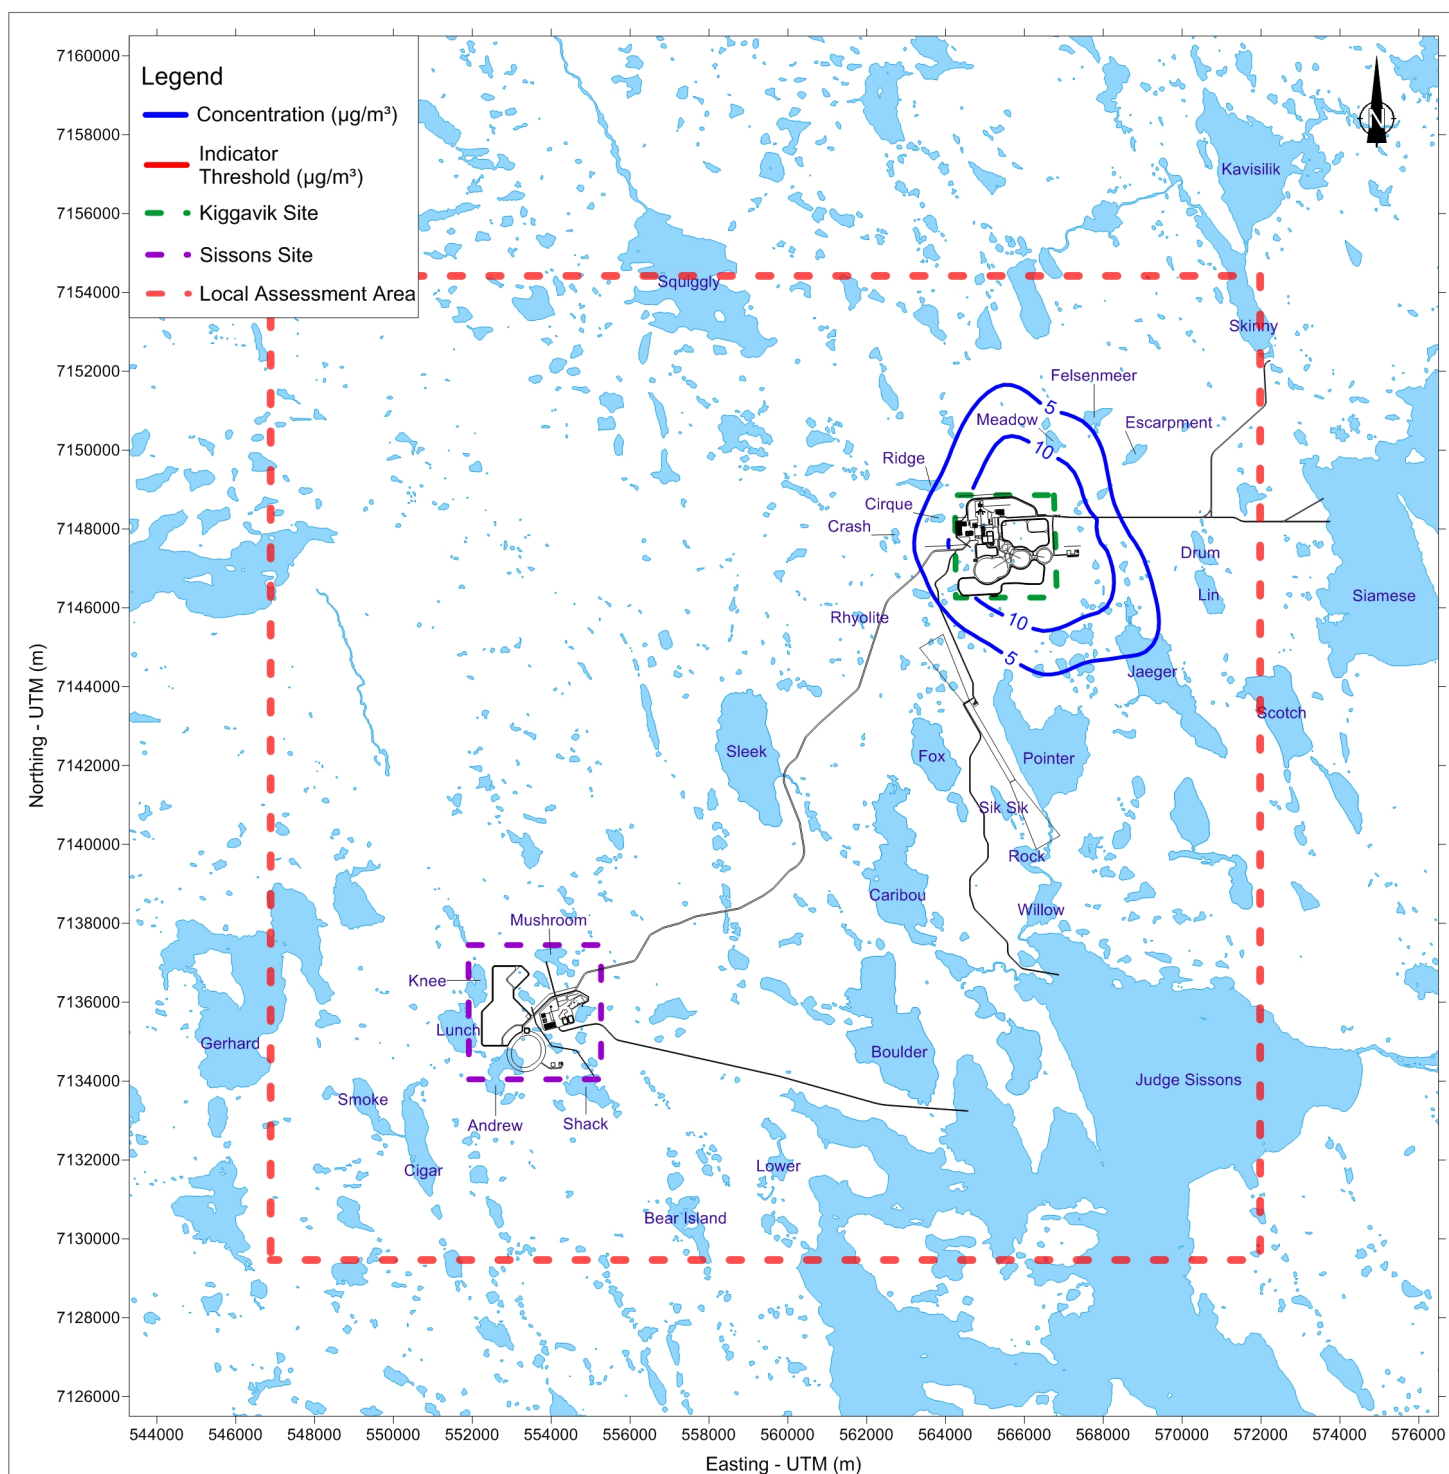 Legend
Concentration (µg/m³)
Indicator
Threshold (µg/m³)
Kiggavik Site
Sissons Site
Local Assessment Area
N
7160000
7158000
7156000
7154000
7152000
7150000
7148000
7146000
7144000
7142000
7140000
7138000
7136000
7134000
7132000
7130000
7128000
7126000
Northing - UTM (m)
Kavisilik
Squiggly
Skinny
Felsenmeer
5
Meadow
Escarpment
10
Ridge
Cirque
Crash
Drum
Lin
Siamese
Rhyolite
10
5
Jaeger
Scotch
Sleek
Fox
Pointer
Sik Sik
Rock
Caribou
Willow
Mushroom
Knee
Lunch
Gerhard
Boulder
Judge Sissons
Smoke
Andrew
Shack
Cigar
Lower
Bear Island
544000
546000
548000
550000
552000
554000
556000
558000
560000
562000
564000
566000
568000
570000
572000
574000
576000
Easting - UTM (m)